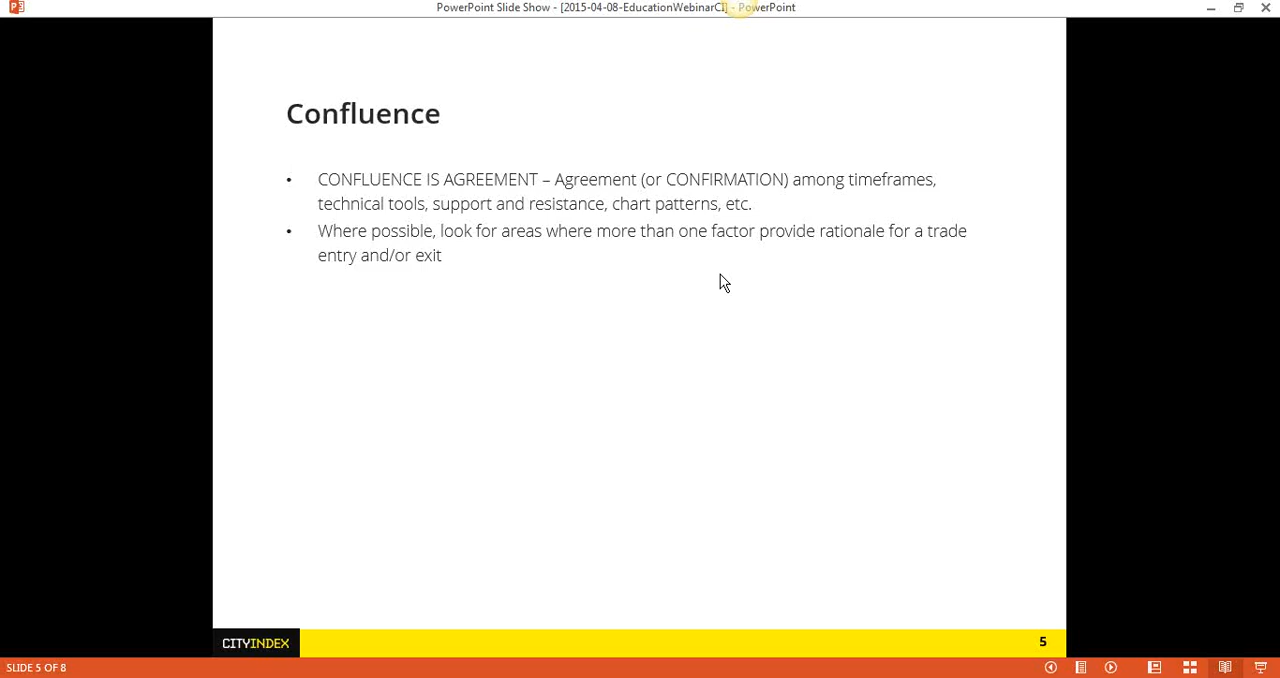 PowerPoint Slide Show - [2015-04-08-EducationWebinarCI] - PowerPoint
Confluence
• CONFLUENCE IS AGREEMENT – Agreement (or CONFIRMATION) among timeframes,
technical tools, support and resistance, chart patterns, etc.
• Where possible, look for areas where more than one factor provide rationale for a trade
entry and/or exit
CITYINDEX
5
SLIDE 5 OF 8